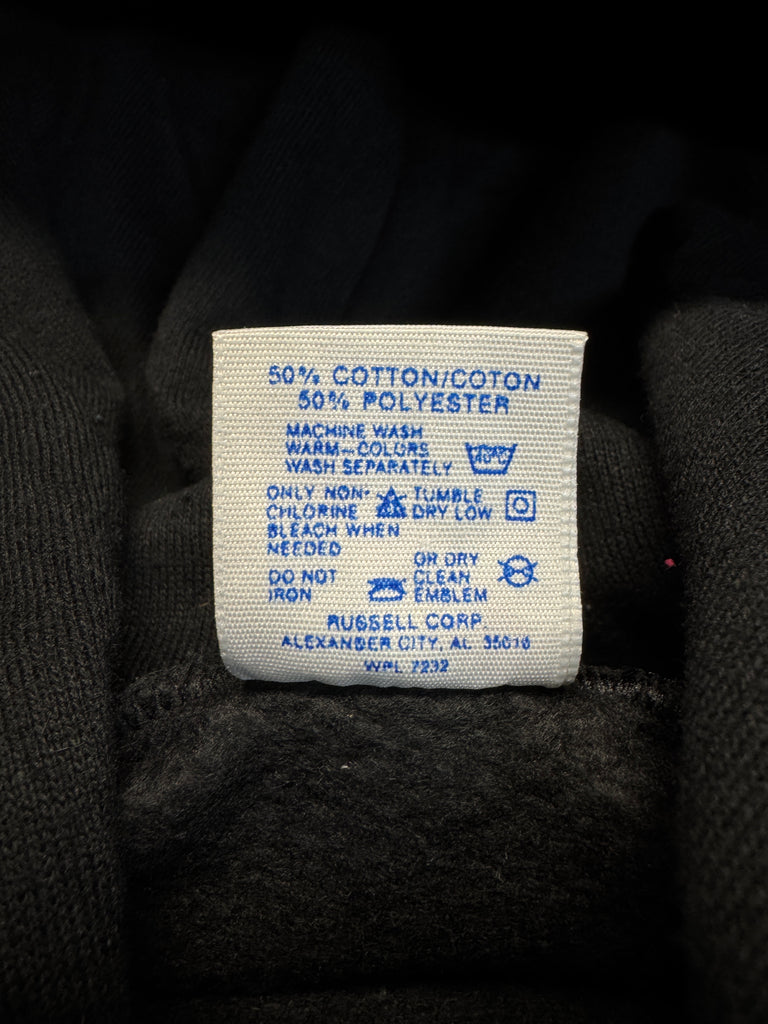 50% COTTON/COTON
50% POLYESTER
MACHINE WASH
WARM-COLORS
WASH SEPARATELY
ONLY NON-
CHLORINE
BLEACH WHEN
NEEDED
TUMBLE
DRY LOW
DO NOT
IRON
OR DRY
CLEAN
EMBLEM
RUSSELL CORP
ALEXANDER CITY, AL 35010
WPL 7232